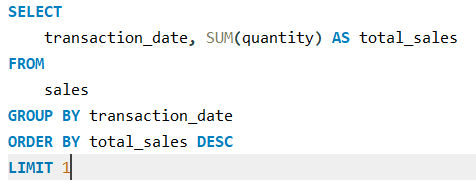 SELECT
    transaction_date, SUM(quantity) AS total_sales
FROM
    sales
GROUP BY transaction_date
ORDER BY total_sales DESC
LIMIT 1